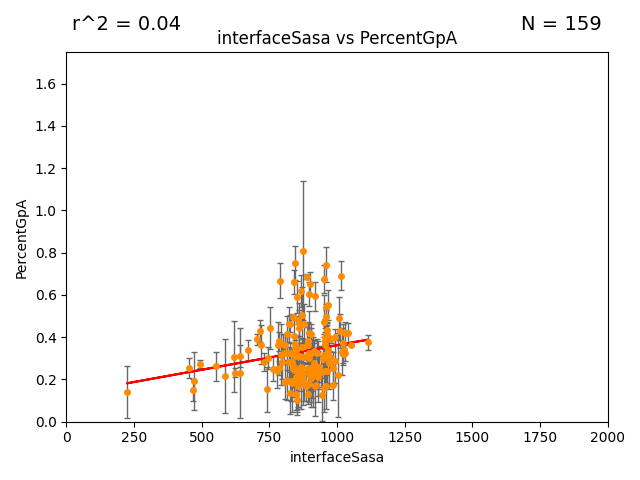 r^2 = 0.04
N = 159
interfaceSasa vs PercentGpA
PercentGpA
1.6
1.4
1.2
1.0
0.8
0.6
0.4
0.2
0.0
0 250 500 750 1000 1250 1500 1750 2000
interfaceSasa